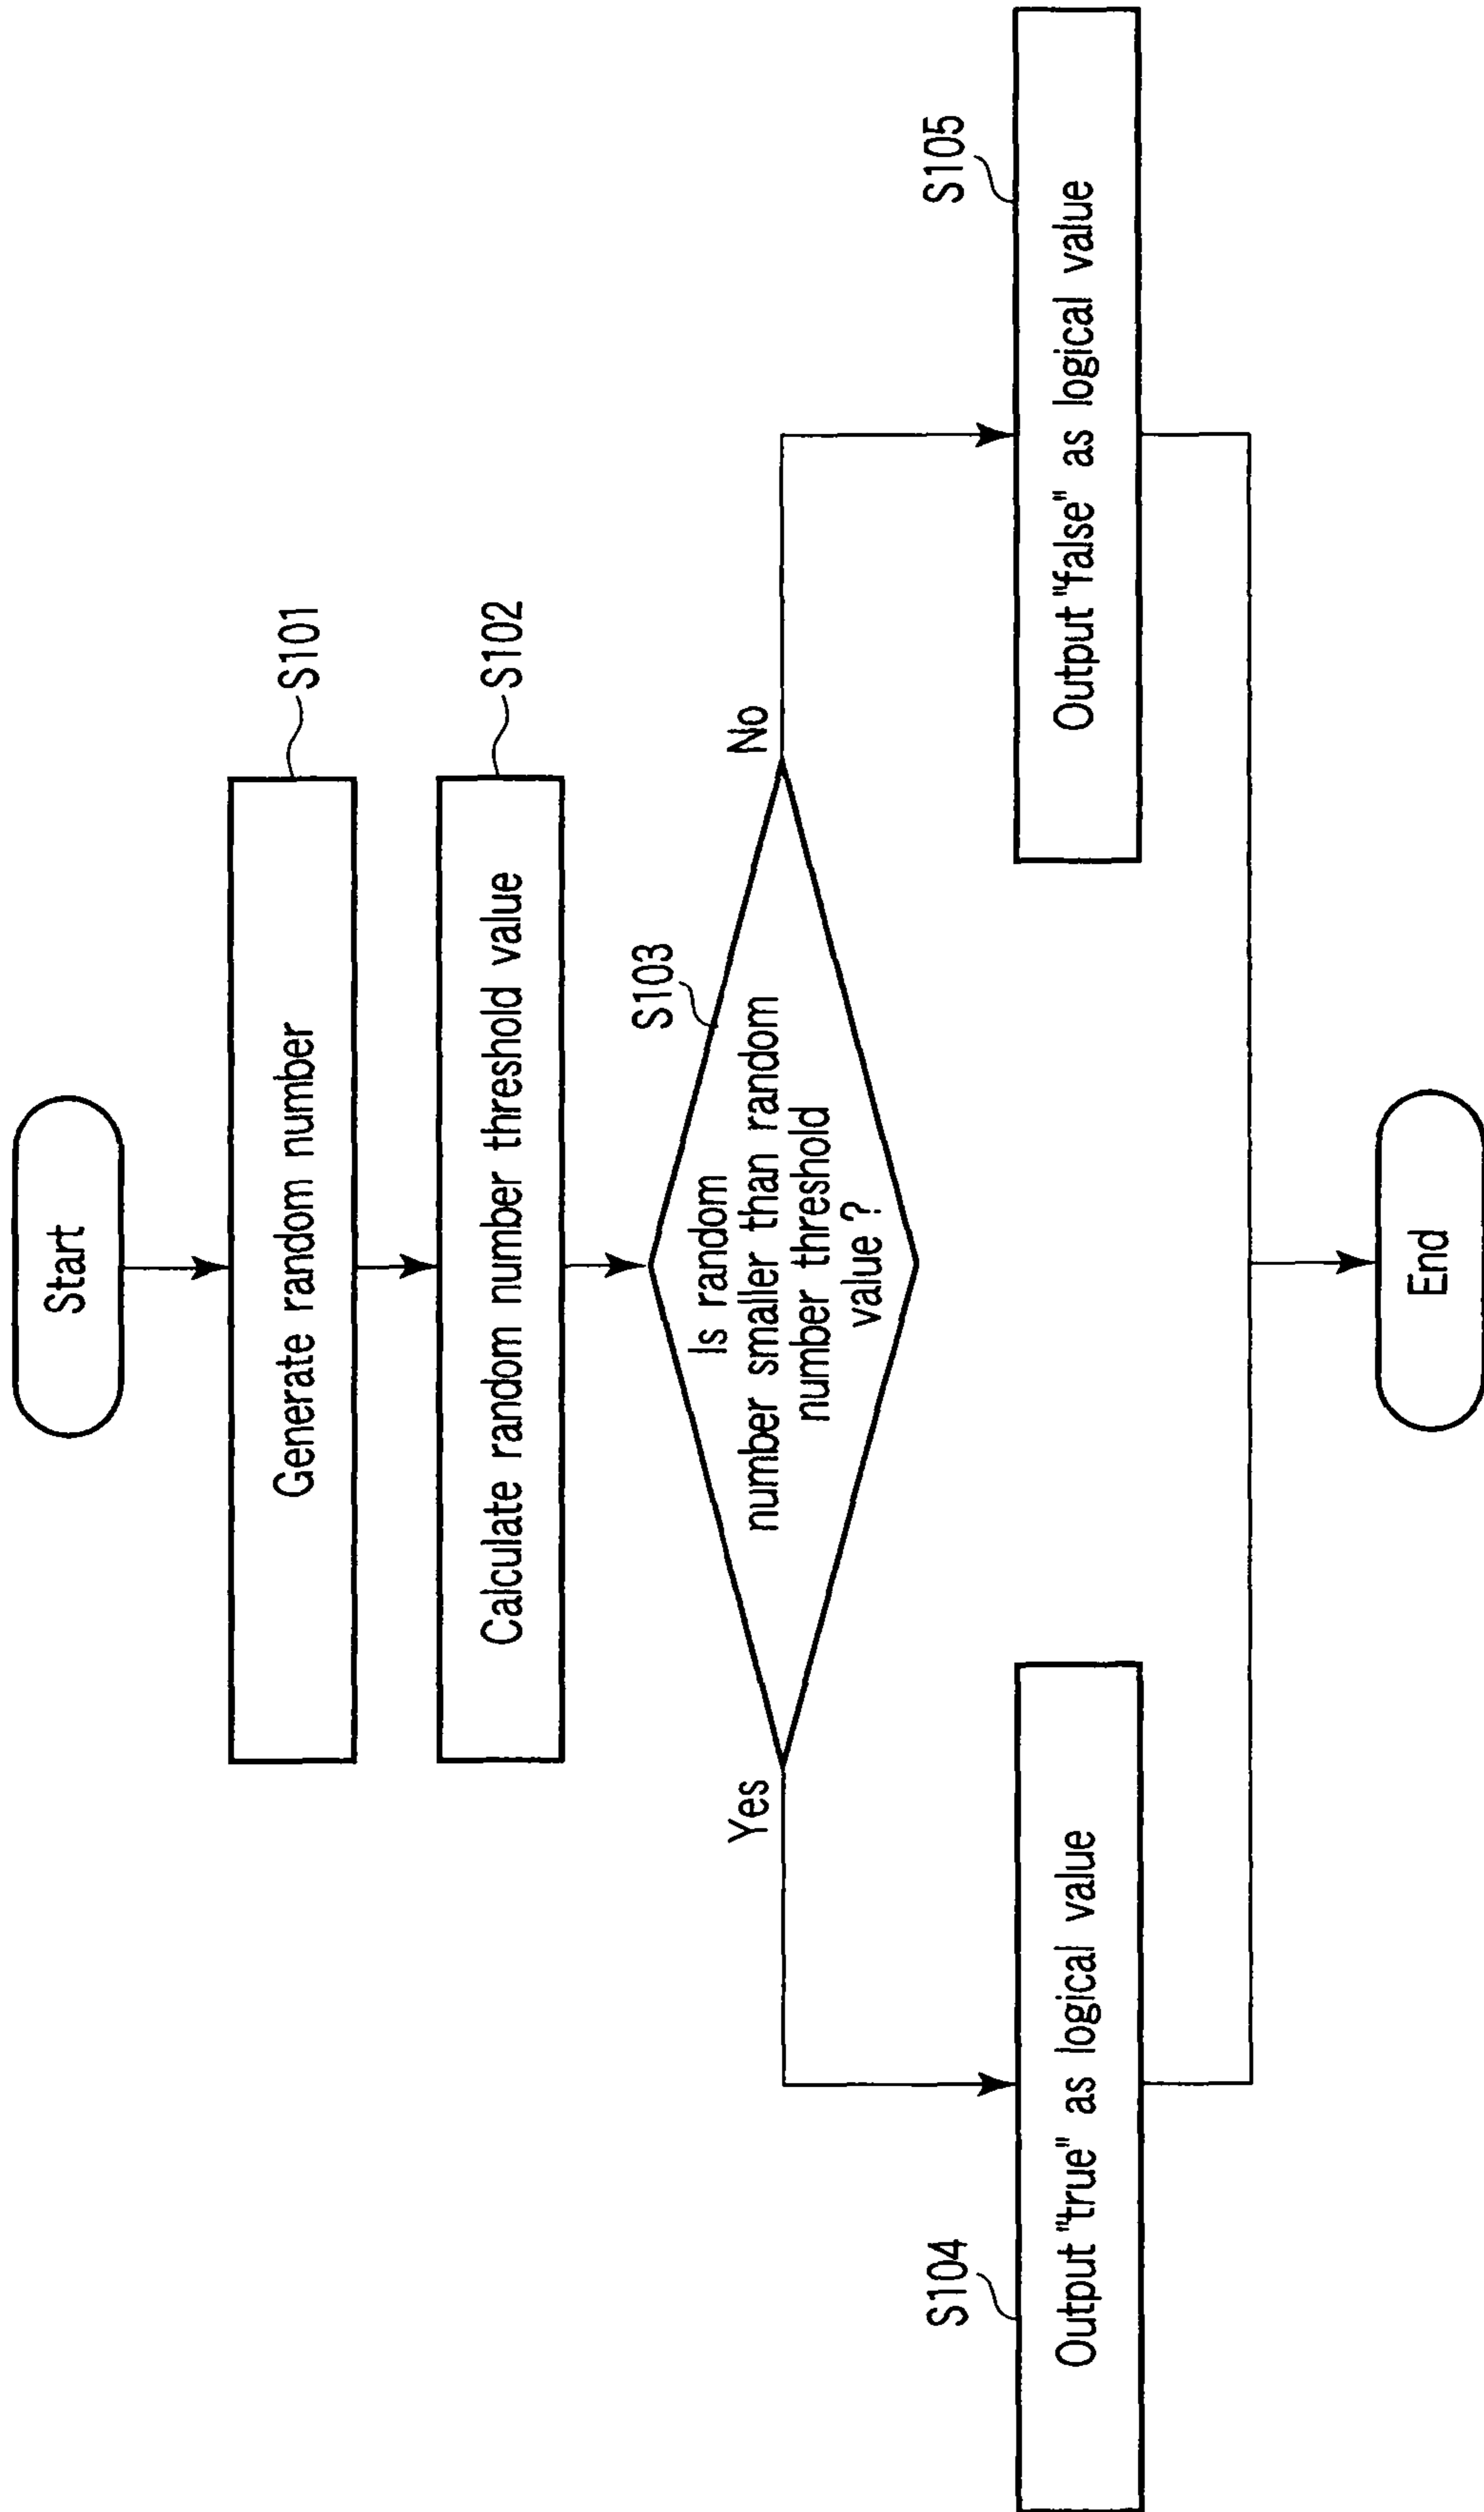 Start
Generate random number
S101
Calculate random number threshold value
S102
S103
Is random
number smaller than random
number threshold
value?
Yes
No
S104
Output "true" as logical value
S105
Output "false" as logical value
End